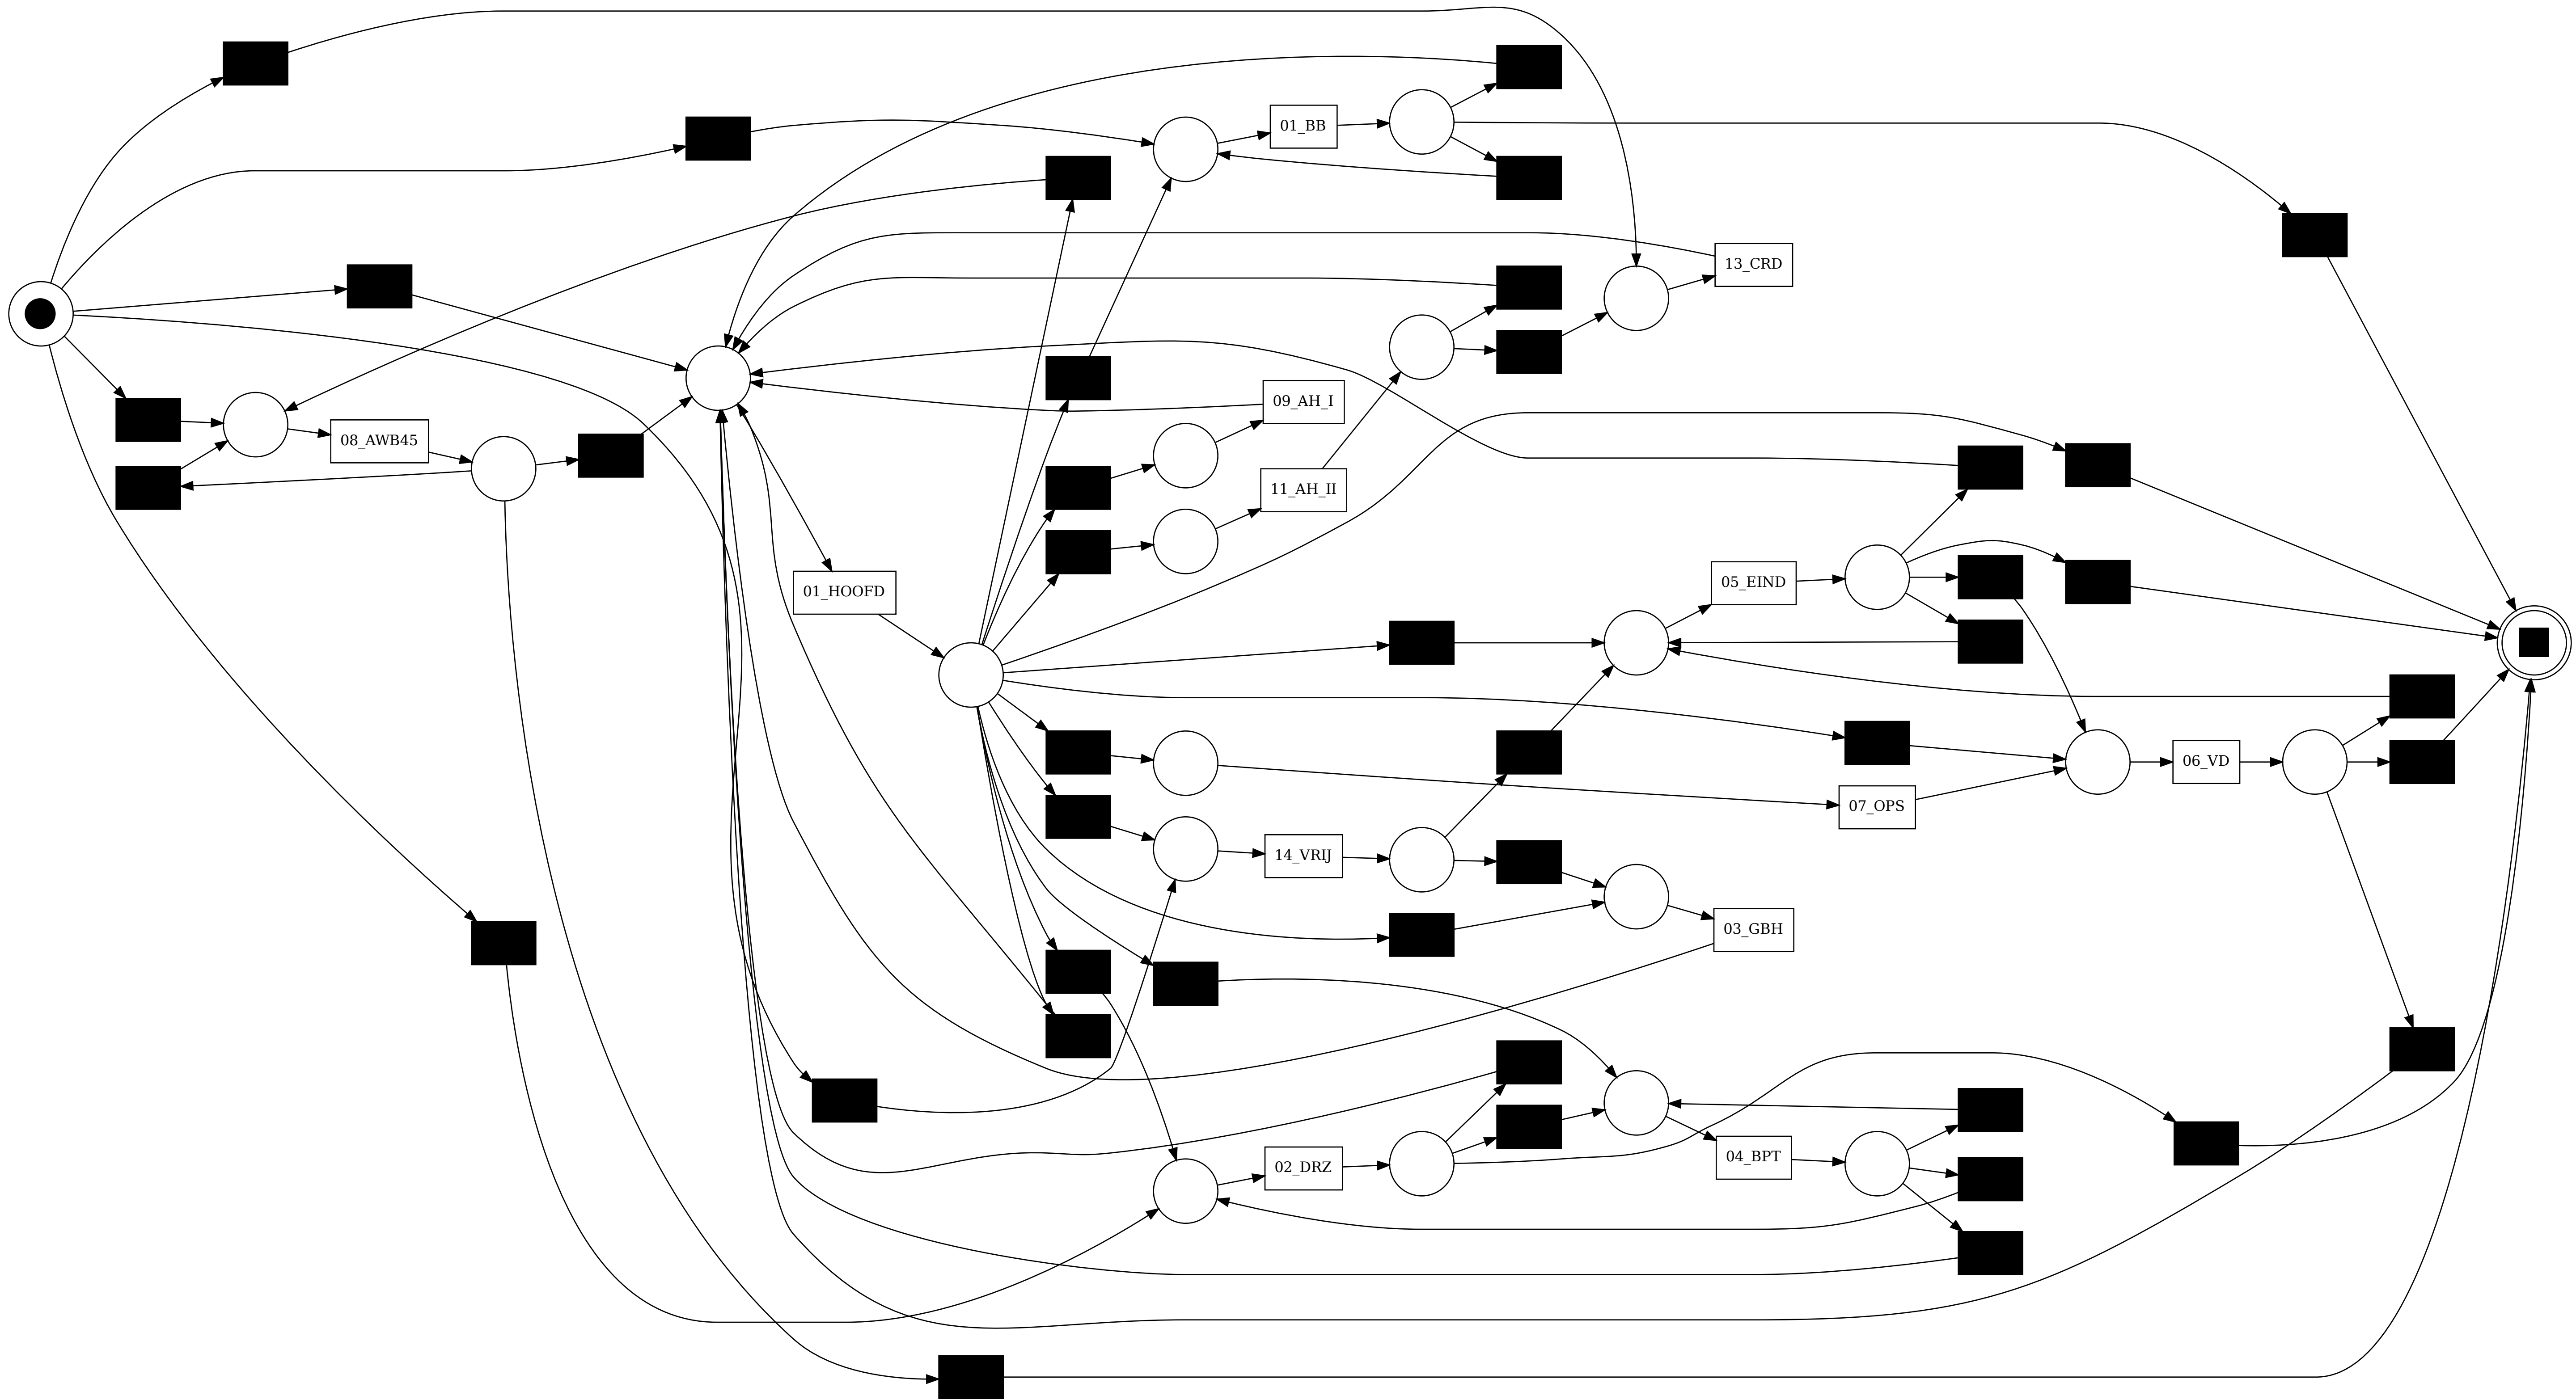 01_BB
13_CRD
09_AH_I
08_AWB45
11_AH_II
05_EIND
01_HOOFD
06_VD
07_OPS
14_VRIJ
03_GBH
04_BPT
02_DRZ